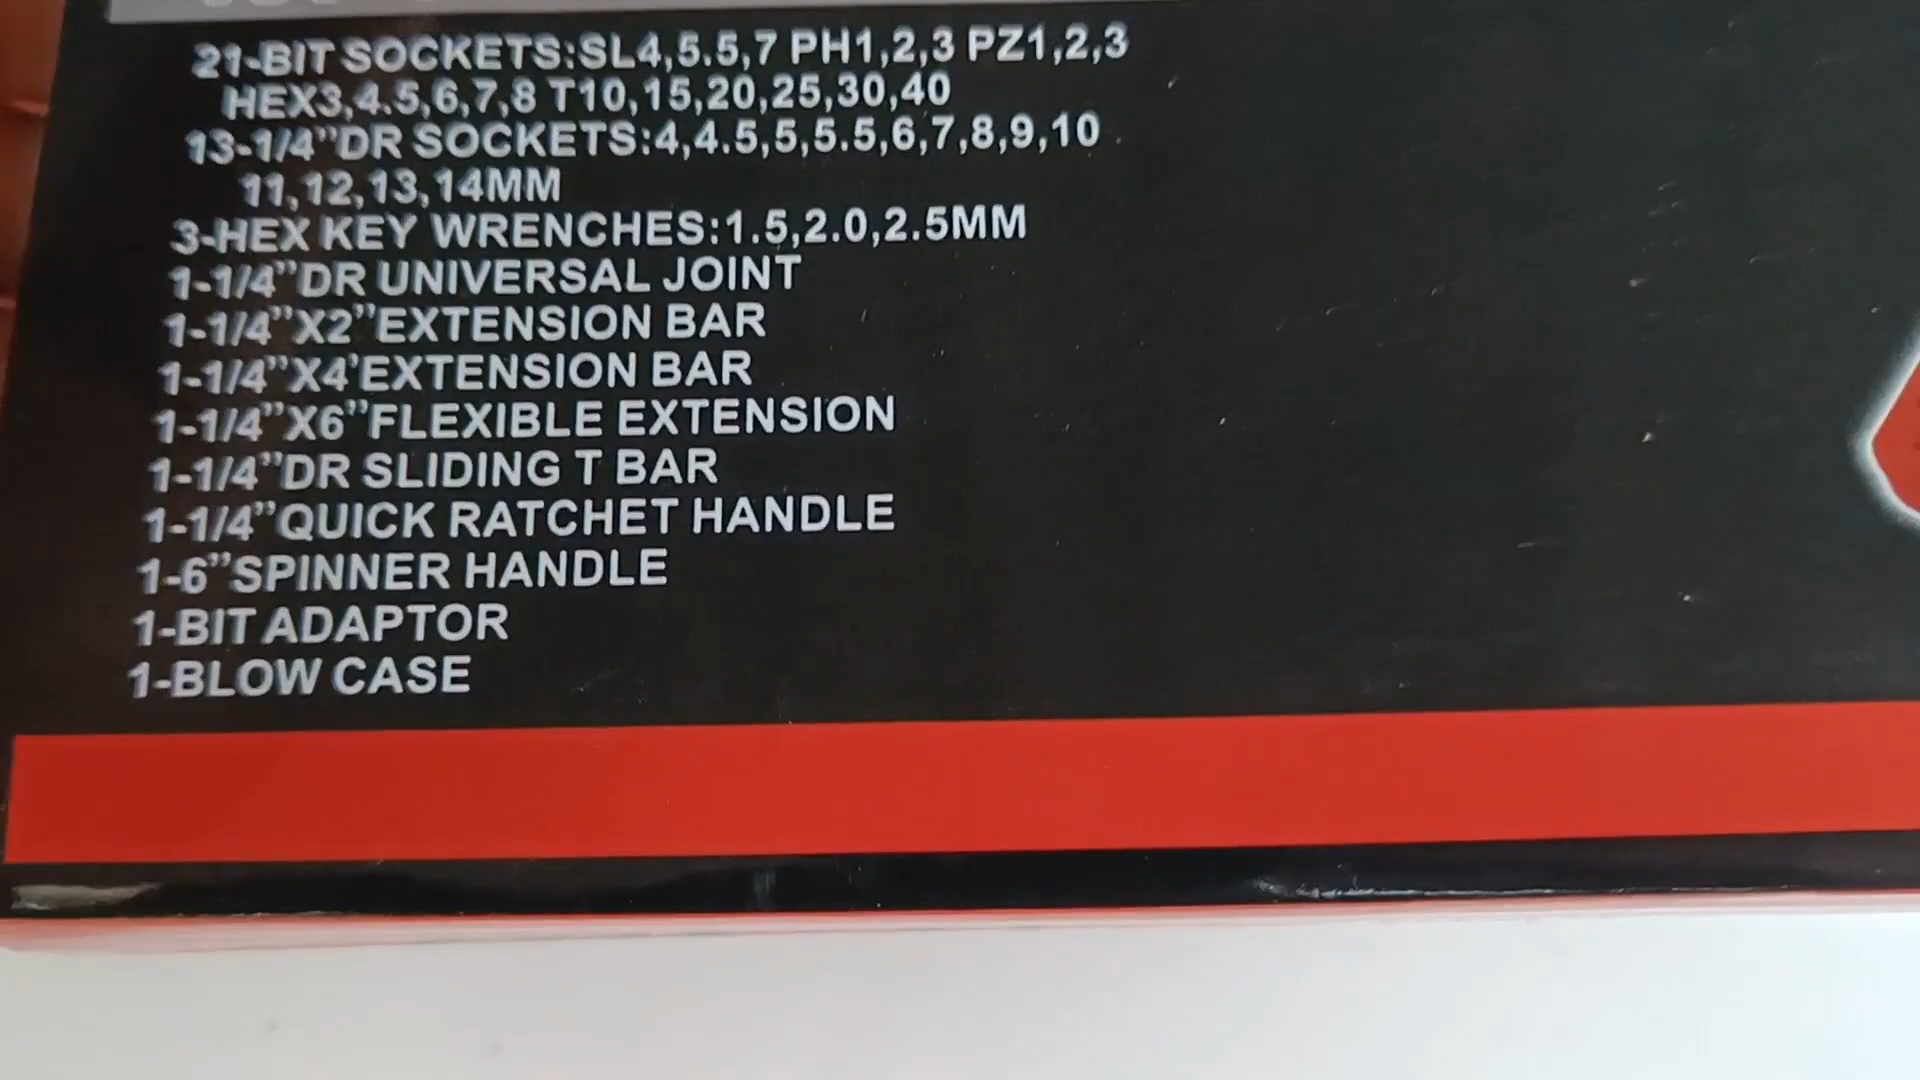 21-BIT SOCKETS:SL4,5.5,7 PH1,2,3 PZ1,2,3
HEX3,4.5,6,7,8 T10,15,20,25,30,40
13-1/4”DR SOCKETS:4,4.5,5,5.5,6,7,8,9,10
11,12,13,14MM
3-HEX KEY WRENCHES:1.5,2.0,2.5MM
1-1/4”DR UNIVERSAL JOINT
1-1/4”X2”EXTENSION BAR
1-1/4”X4'EXTENSION BAR
1-1/4”X6”FLEXIBLE EXTENSION
1-1/4”DR SLIDING T BAR
1-1/4”QUICK RATCHET HANDLE
1-6”SPINNER HANDLE
1-BIT ADAPTOR
1-BLOW CASE